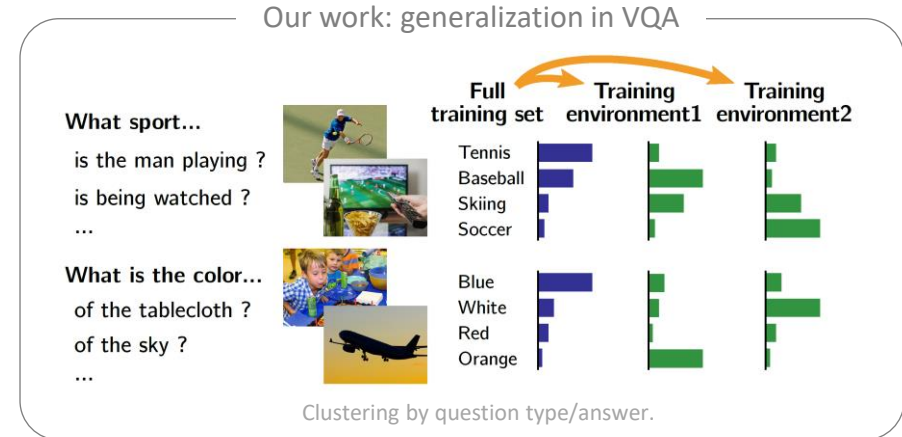 Our work: generalization in VQA
Full training set
Training environment1
Training environment2
What sport...
is the man playing ?
is being watched ?
...
Tennis
Baseball
Skiing
Soccer
What is the color...
of the tablecloth ?
of the sky ?
...
Blue
White
Red
Orange
Clustering by question type/answer.